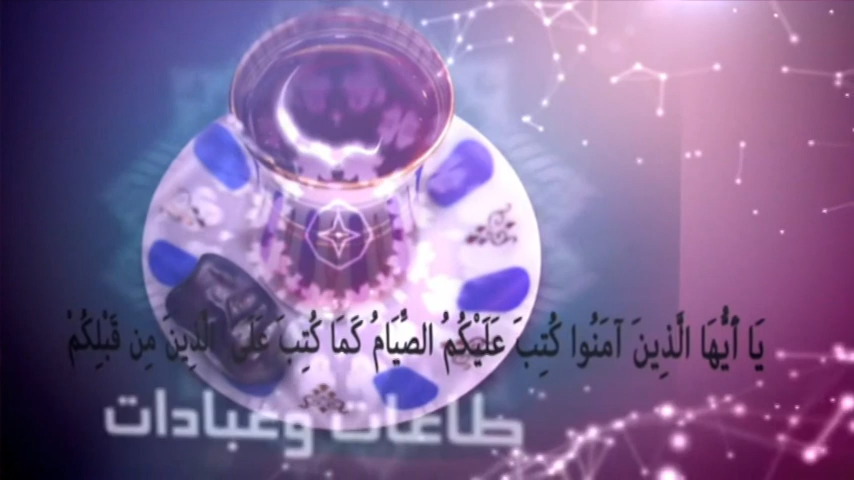 يَا أَيُّهَا الَّذِينَ آمَنُوا كُتِبَ عَلَيْكُمُ الصِّيَامُ كَمَا كُتِبَ عَلَى الَّذِينَ مِن قَبْلِكُمْ
طاعات وعبادات